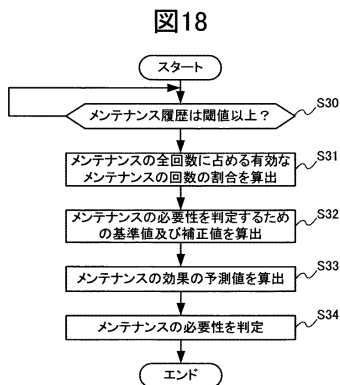 図18
スタート
メンテナンス履歴は閾値以上？
S30
メンテナンスの全回数に占める有効な
メンテナンスの回数の割合を算出
S31
メンテナンスの必要性を判定するため
の基準値及び補正値を算出
S32
メンテナンスの効果の予測値を算出
S33
メンテナンスの必要性を判定
S34
エンド